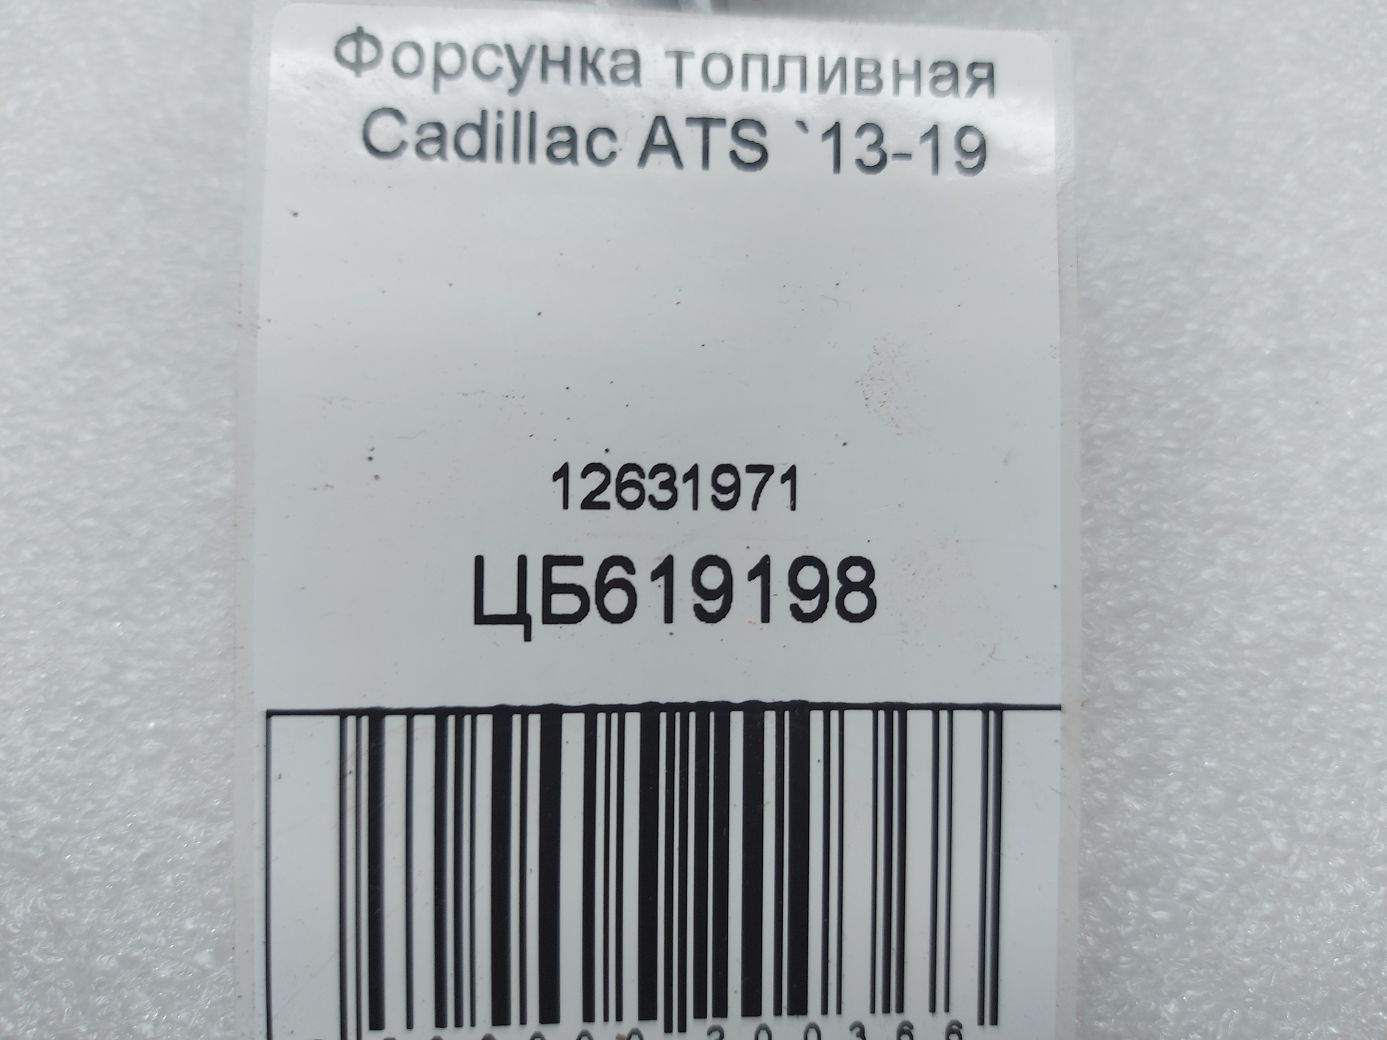 Форсунка топливная
Cadillac ATS `13-19
12631971
ЦБ619198